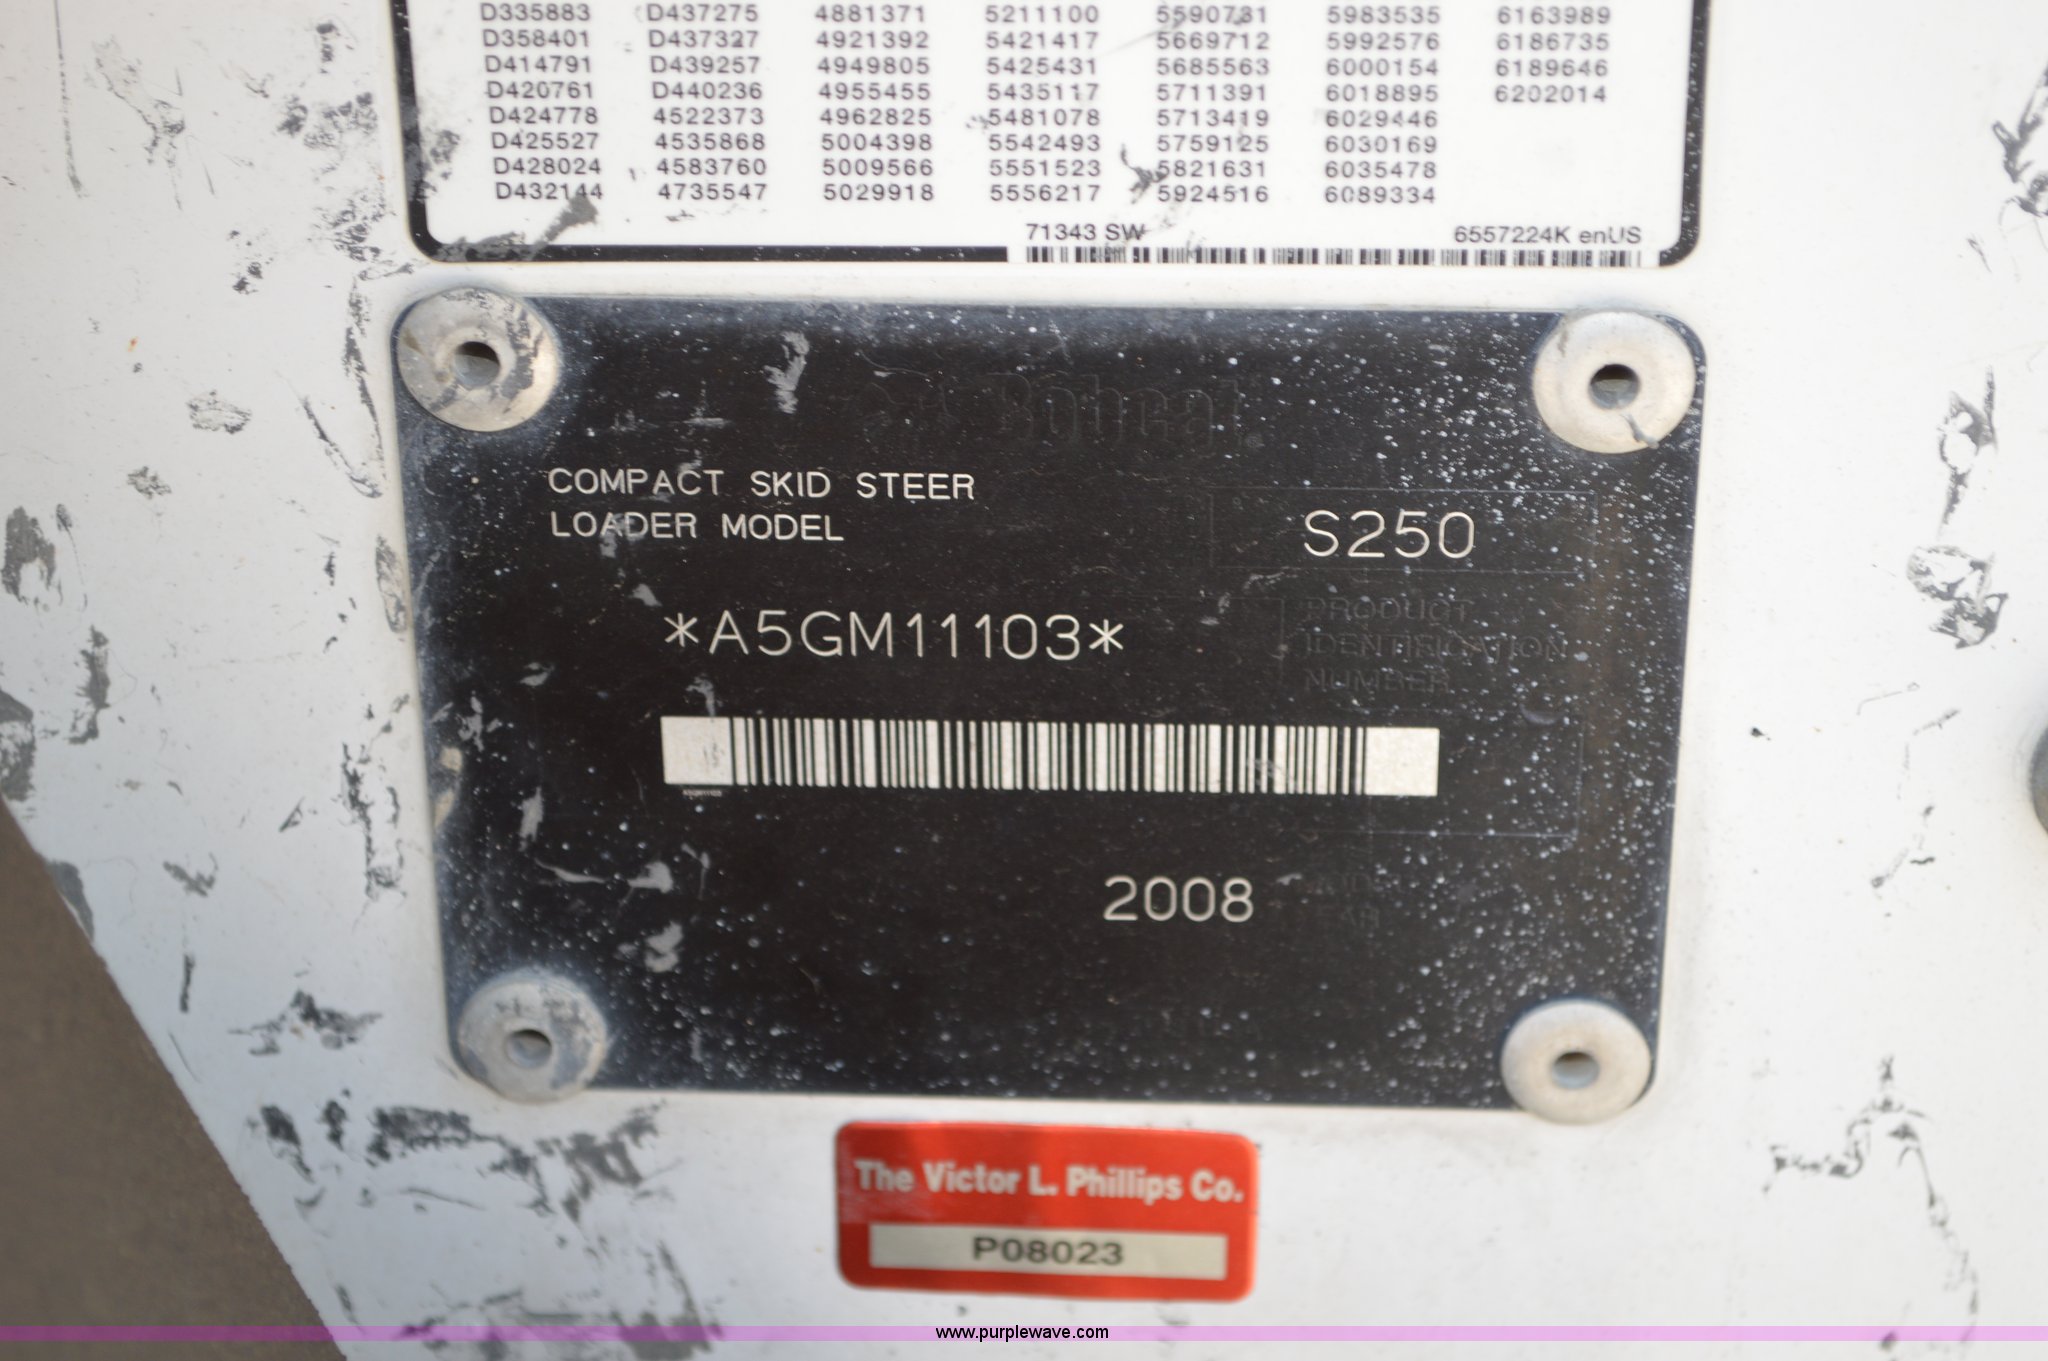 D335883 D437275 4881371 5211100 5590731 5983535 6163989
D358401 D437327 4921392 5421417 5669712 5992576 6186735
D414791 D439257 4949805 5425431 5685563 6000154 6189646
D420761 D440236 4955455 5435117 5711391 6018895 6202014
D424778 4522373 4962825 5481078 5713419 6029446
D425527 4535868 5004398 5542493 5759125 6030169
D428024 4583760 5009566 5551523 5821631 6035478
D432144 4735547 5029918 5556217 5924516 6089334
71343 SW 6557224K enUS
Bobcat
COMPACT SKID STEER
LOADER MODEL
S250
*A5GM11103*
PRODUCT
IDENTIFICATION
NUMBER
2008
The Victor L. Phillips Co.
P08023
www.purplewave.com